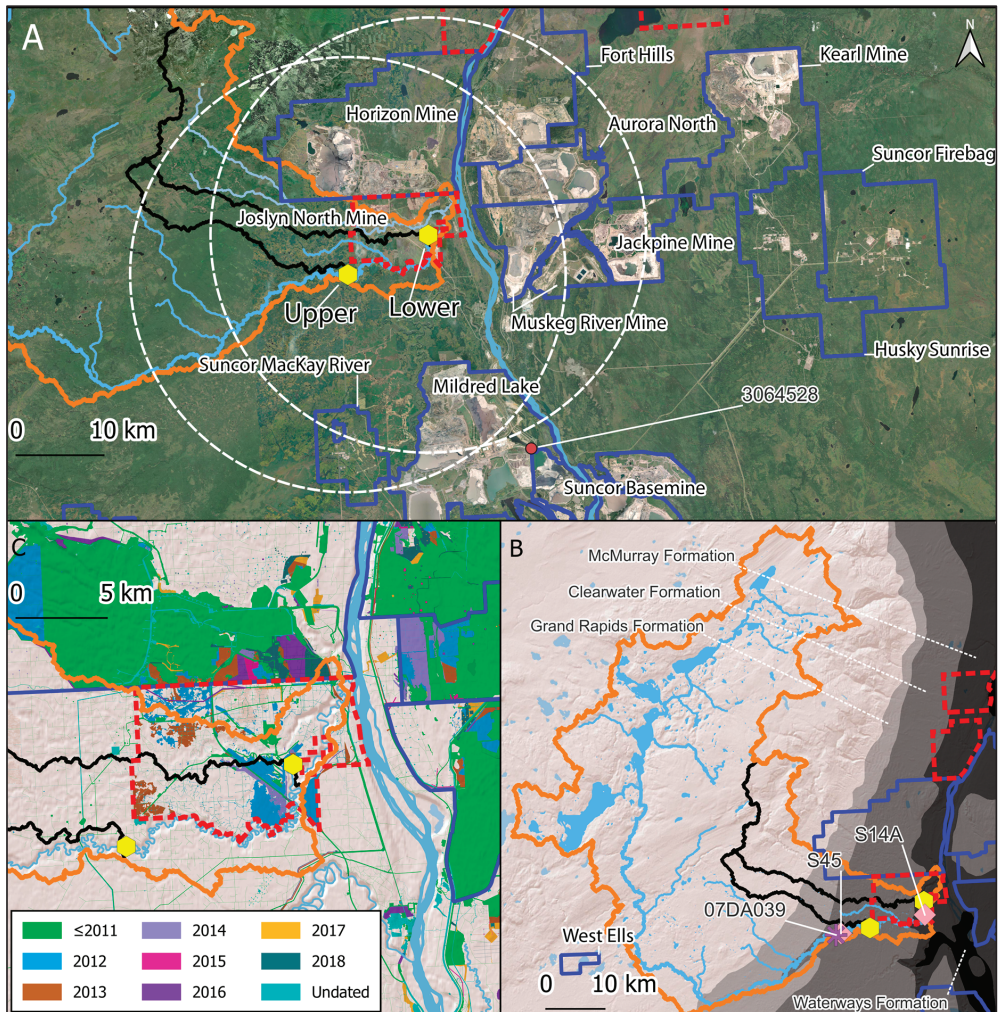 A
N
Fort Hills
Kearl Mine
Horizon Mine
Aurora North
Suncor Firebag
Joslyn North Mine
Jackpine Mine
Upper
Lower
Muskeg River Mine
Suncor MacKay River
Husky Sunrise
Mildred Lake
3064528
0 10 km
Suncor Basemine
C
0 5 km
≤2011 2014 2017
2012 2015 2018
2013 2016 Undated
B
McMurray Formation
Clearwater Formation
Grand Rapids Formation
S14A
S45
07DA039
West Ells
0 10 km
Waterways Formation